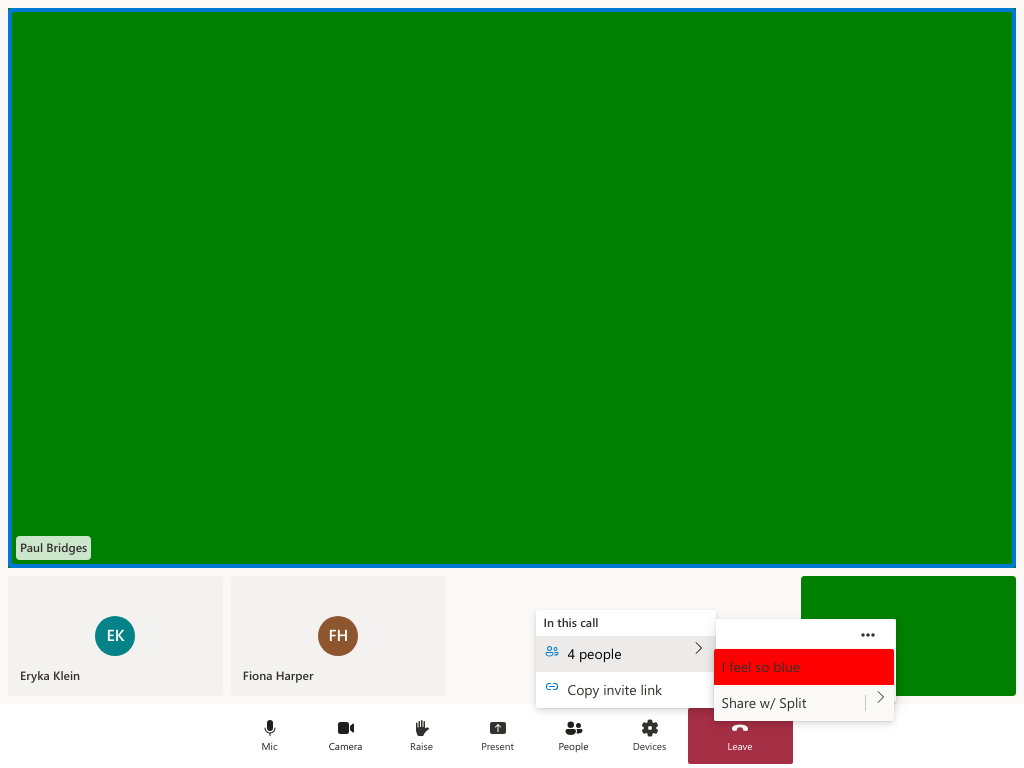 Paul Bridges
EK
Eryka Klein
FH
Fiona Harper
In this call
4 people
Copy invite link
I feel so blue
Share w/ Split
Mic
Camera
Raise
Present
People
Devices
Leave